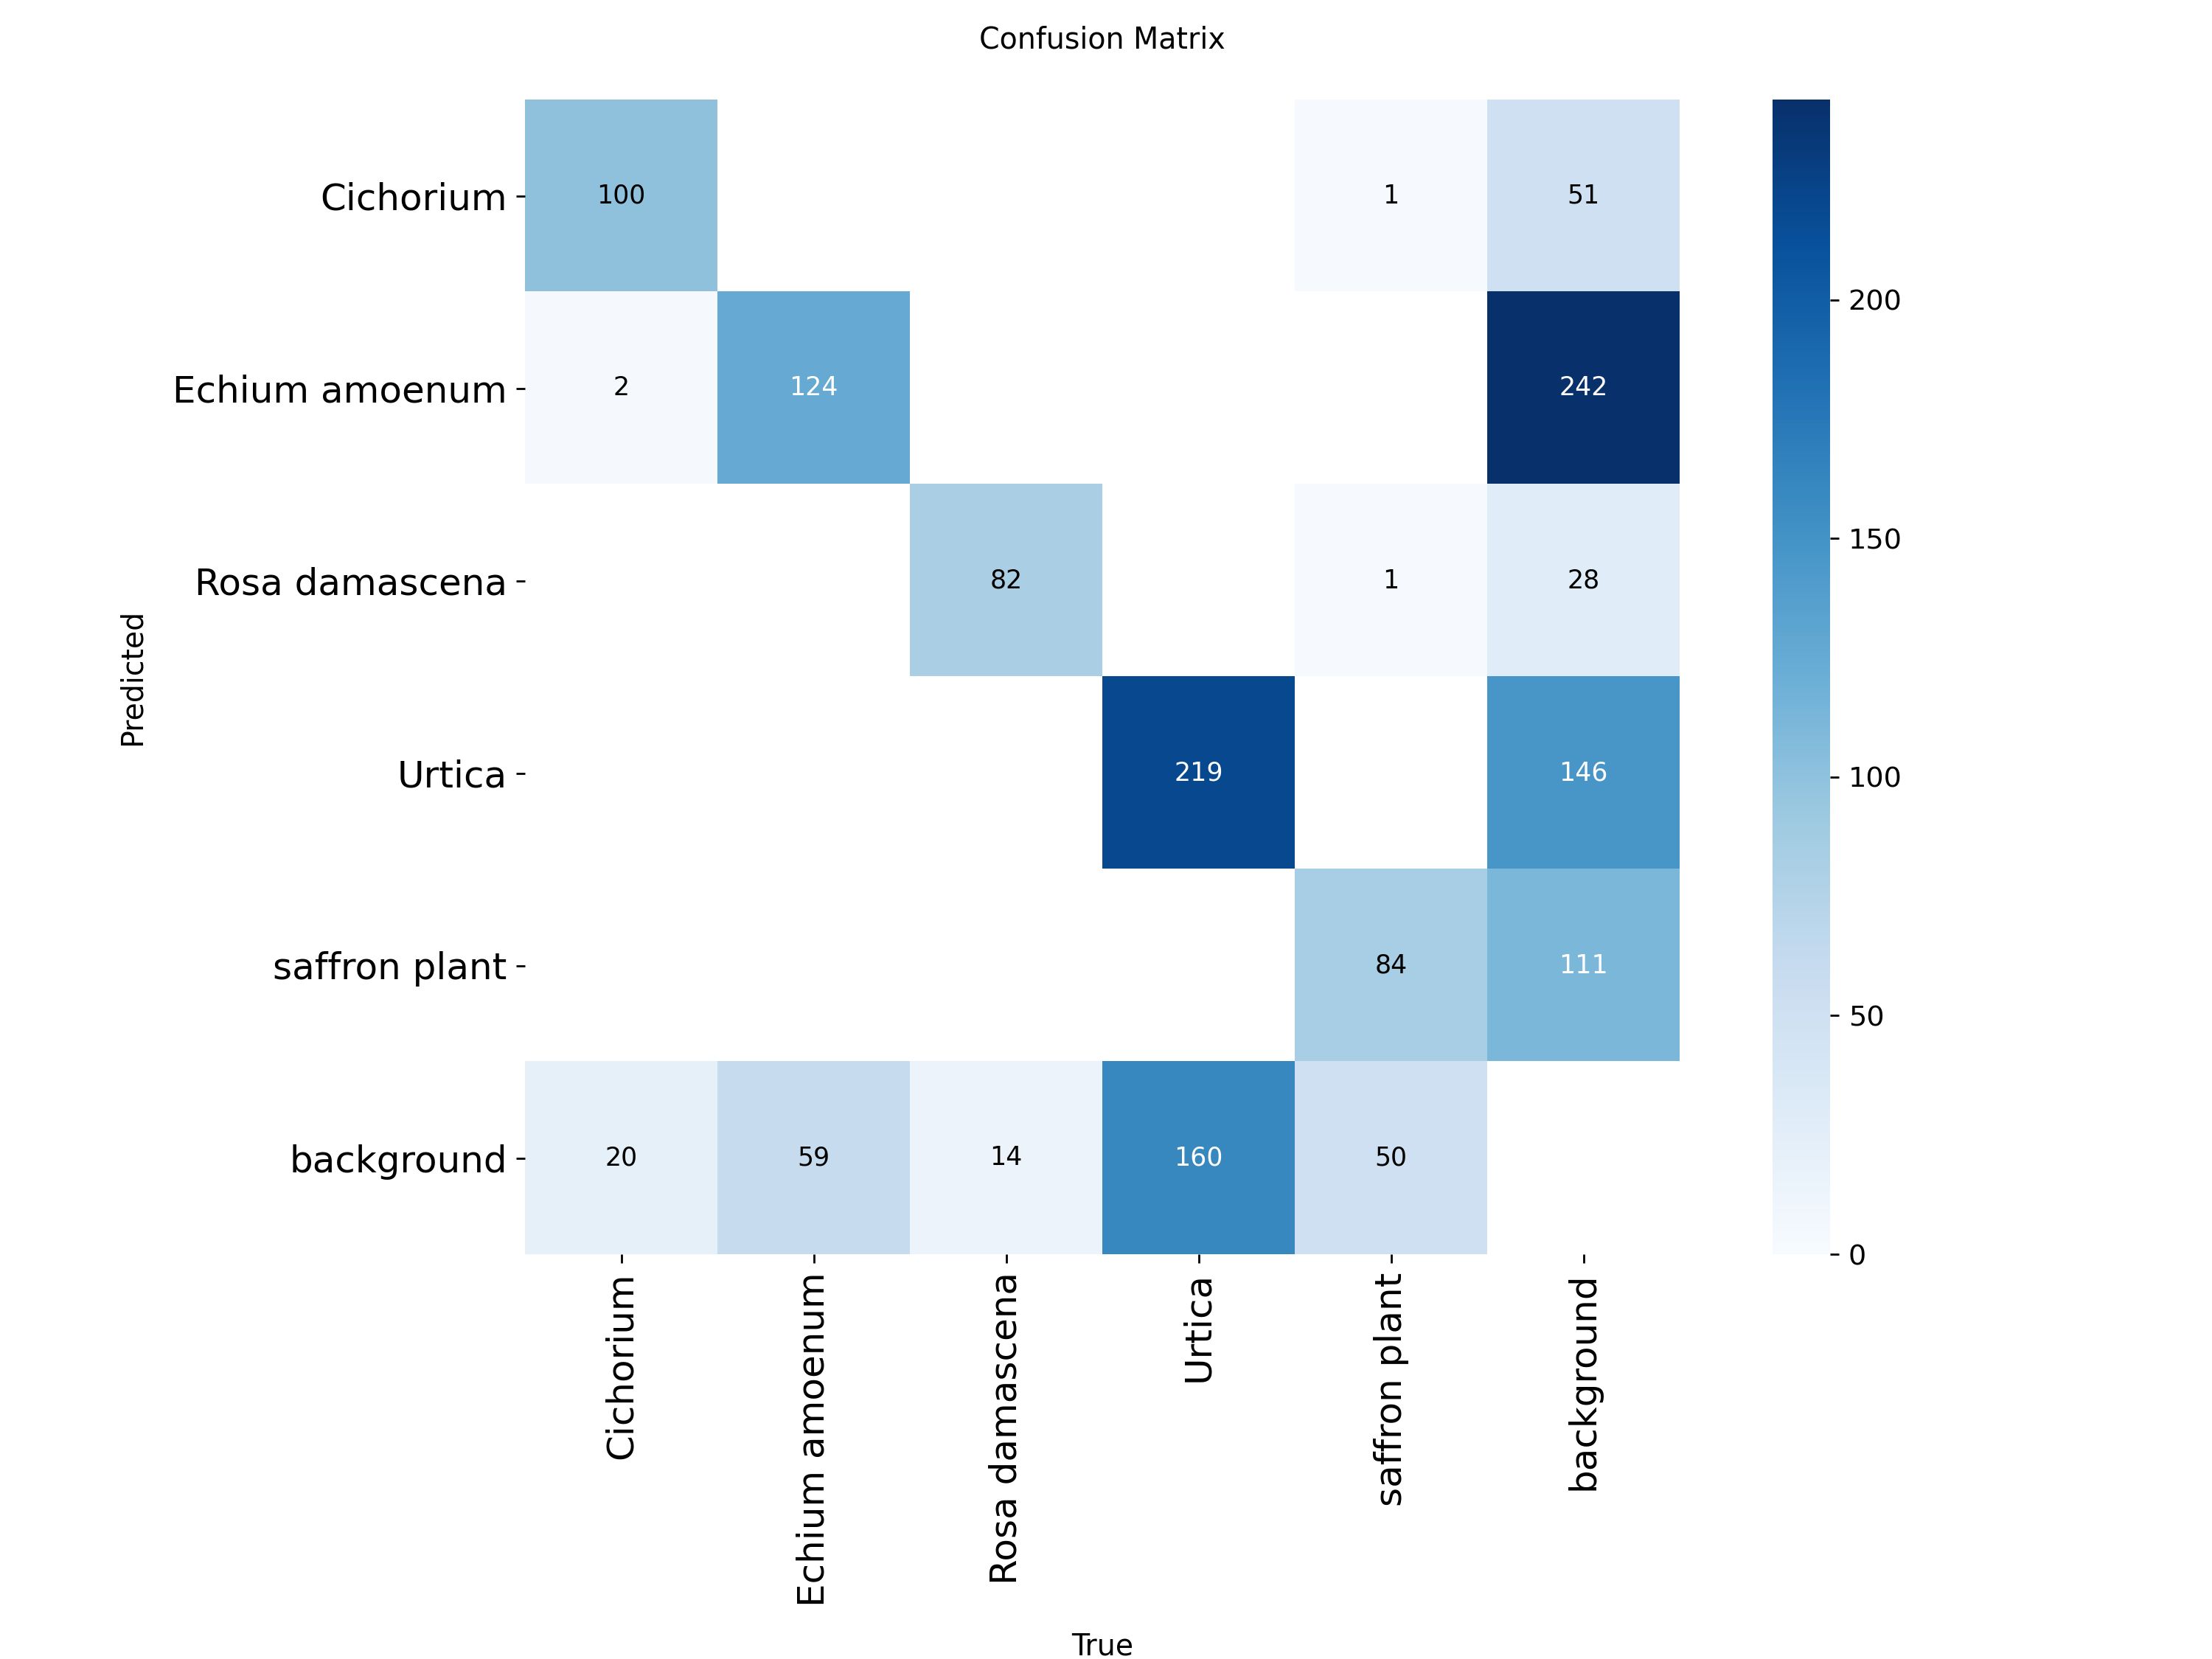 Confusion Matrix
Cichorium 100 1 51
Echium amoenum 2 124 242
Rosa damascena 82 1 28
Urtica 219 146
saffron plant 84 111
background 20 59 14 160 50
Predicted
Cichorium
Echium amoenum
Rosa damascena
Urtica
saffron plant
background
True
200
150
100
50
0